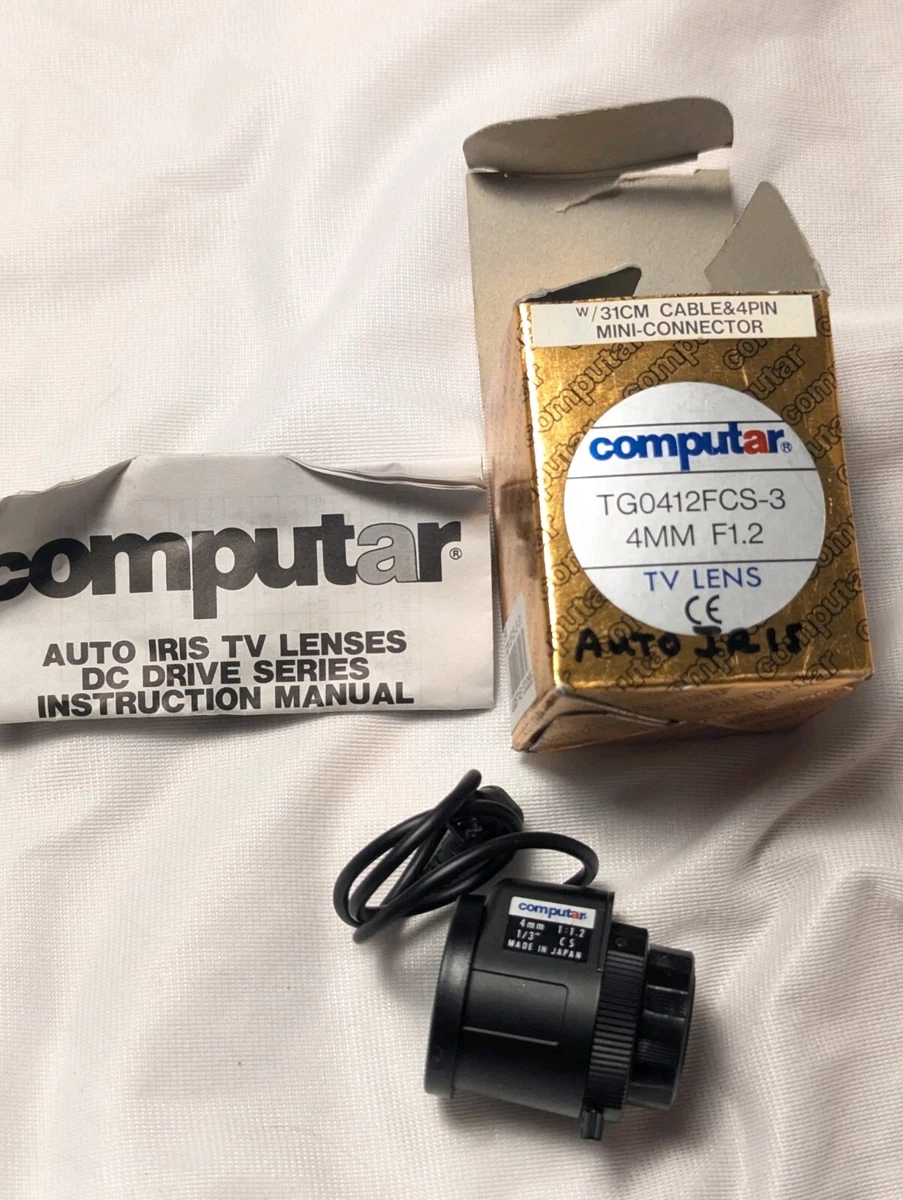 W/31CM CABLE&4PIN
MINI-CONNECTOR
computar®
TG0412FCS-3
4MM F1.2
TV LENS
CE
AUTO IRIS
computar®
AUTO IRIS TV LENSES
DC DRIVE SERIES
INSTRUCTION MANUAL
computar
4mm 1:1.2
1/3" CS
MADE IN JAPAN